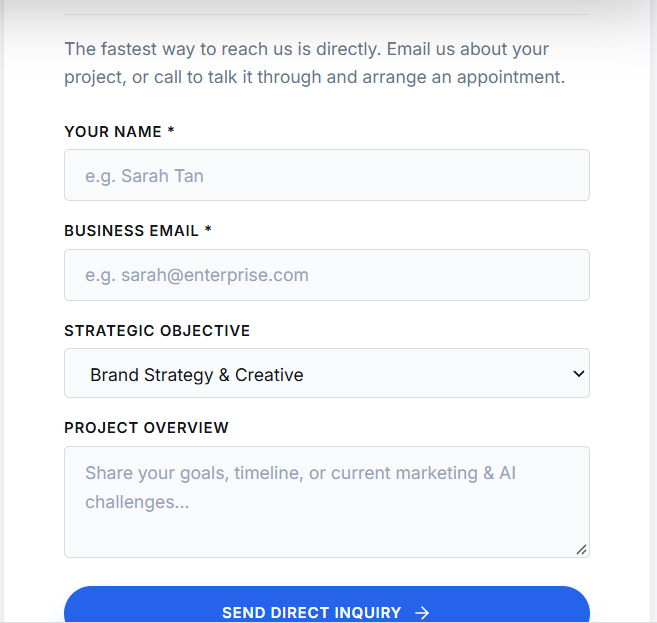 The fastest way to reach us is directly. Email us about your
project, or call to talk it through and arrange an appointment.
YOUR NAME *
e.g. Sarah Tan
BUSINESS EMAIL *
e.g. sarah@enterprise.com
STRATEGIC OBJECTIVE
Brand Strategy & Creative
PROJECT OVERVIEW
Share your goals, timeline, or current marketing & AI
challenges...
SEND DIRECT INQUIRY →